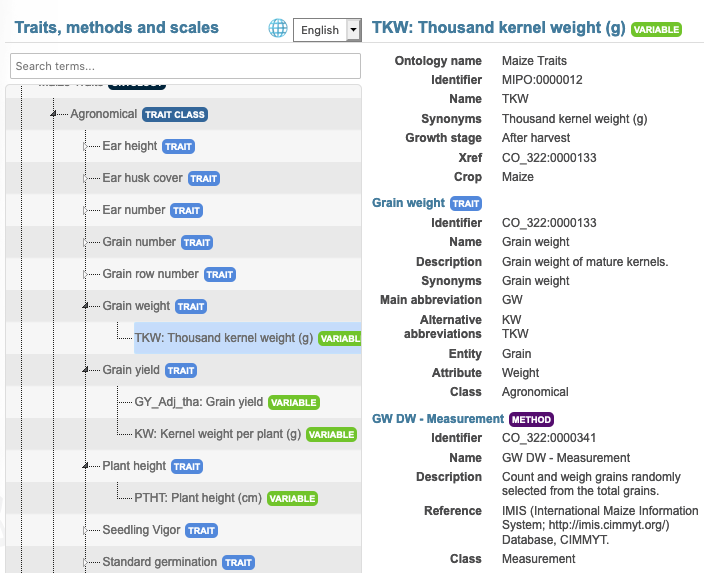 Traits, methods and scales
English
Search terms...
Agronomical TRAIT CLASS
Ear height TRAIT
Ear husk cover TRAIT
Ear number TRAIT
Grain number TRAIT
Grain row number TRAIT
Grain weight TRAIT
TKW: Thousand kernel weight (g) VARIABL
Grain yield TRAIT
GY_Adj_tha: Grain yield VARIABLE
KW: Kernel weight per plant (g) VARIABLE
Plant height TRAIT
PTHT: Plant height (cm) VARIABLE
Seedling Vigor TRAIT
Standard germination TRAIT
TKW: Thousand kernel weight (g) VARIABLE
Ontology name Maize Traits
Identifier MIPO:0000012
Name TKW
Synonyms Thousand kernel weight (g)
Growth stage After harvest
Xref CO_322:0000133
Crop Maize
Grain weight TRAIT
Identifier CO_322:0000133
Name Grain weight
Description Grain weight of mature kernels.
Synonyms Grain weight
Main abbreviation GW
Alternative KW
abbreviations TKW
Entity Grain
Attribute Weight
Class Agronomical
GW DW - Measurement METHOD
Identifier CO_322:0000341
Name GW DW - Measurement
Description Count and weigh grains randomly
selected from the total grains.
Reference IMIS (International Maize Information
System; http://imis.cimmyt.org/)
Database, CIMMYT.
Class Measurement